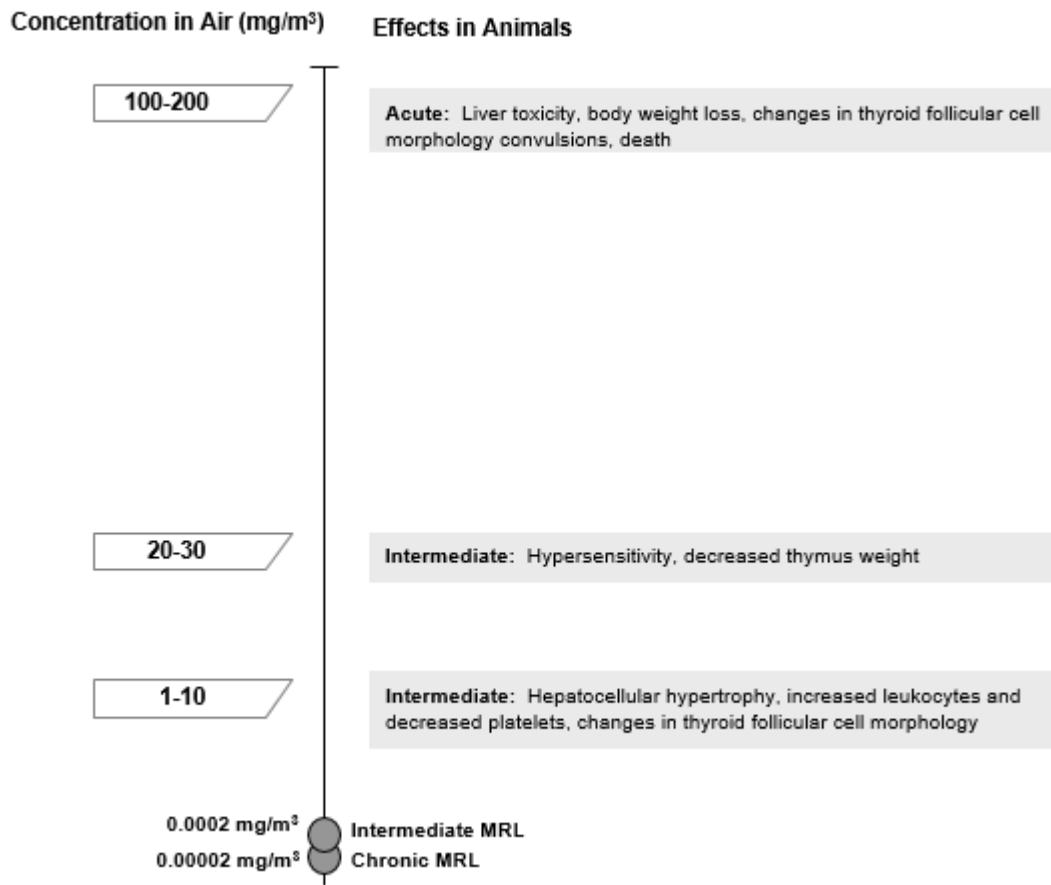 Concentration in Air (mg/m³) Effects in Animals
100-200
Acute: Liver toxicity, body weight loss, changes in thyroid follicular cell
morphology convulsions, death
20-30
Intermediate: Hypersensitivity, decreased thymus weight
1-10
Intermediate: Hepatocellular hypertrophy, increased leukocytes and
decreased platelets, changes in thyroid follicular cell morphology
0.0002 mg/m³ Intermediate MRL
0.00002 mg/m³ Chronic MRL